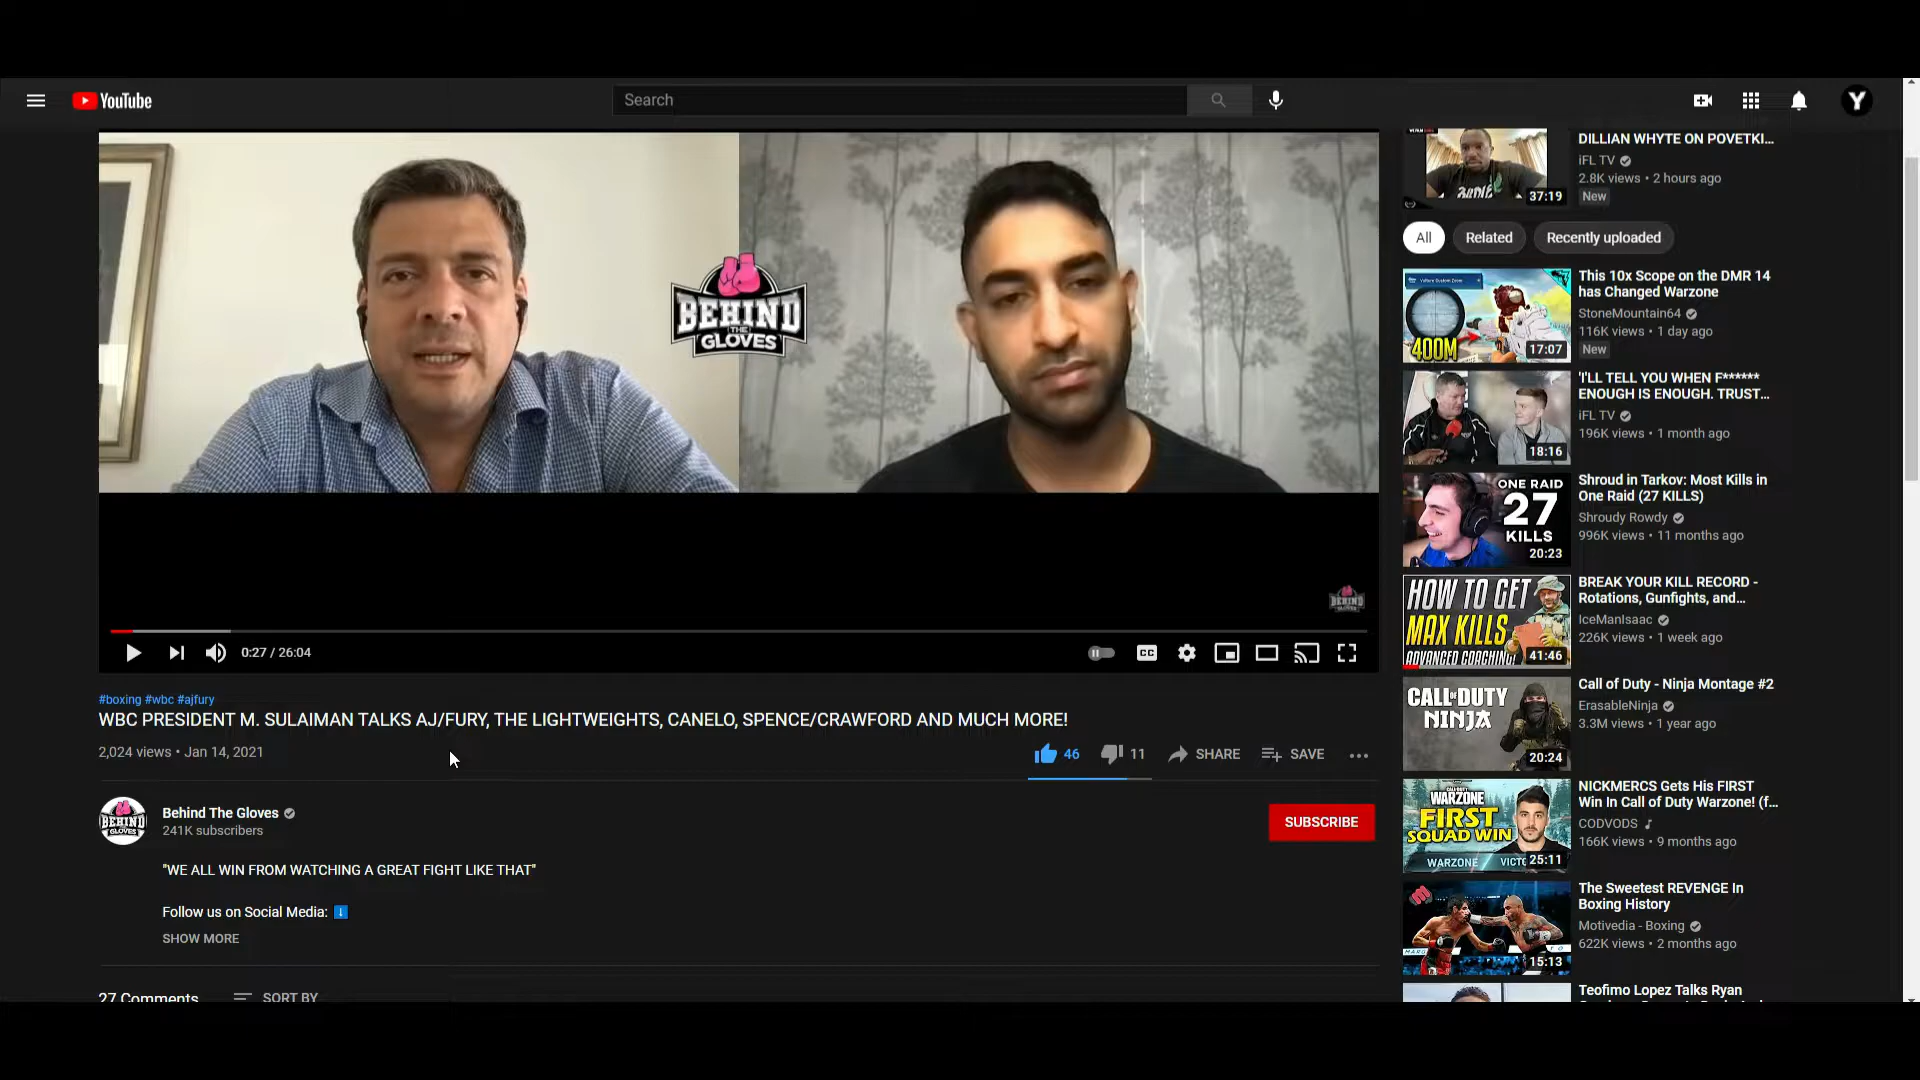 YouTube
Search
Y
BEHIND
THE
GLOVES
BEHIND
GLOVES
0:27 / 26:04
CC
#boxing #wbc #ajfury
WBC PRESIDENT M. SULAIMAN TALKS AJ/FURY, THE LIGHTWEIGHTS, CANELO, SPENCE/CRAWFORD AND MUCH MORE!
2,024 views • Jan 14, 2021
46
11
SHARE
SAVE
BEHIND
GLOVES
Behind The Gloves
241K subscribers
SUBSCRIBE
"WE ALL WIN FROM WATCHING A GREAT FIGHT LIKE THAT"
Follow us on Social Media:
SHOW MORE
27 Comments
SORT BY
37:19
DILLIAN WHYTE ON POVETKI...
iFL TV
2.8K views • 2 hours ago
New
All
Related
Recently uploaded
400M
17:07
This 10x Scope on the DMR 14
has Changed Warzone
StoneMountain64
116K views • 1 day ago
New
18:16
'I'LL TELL YOU WHEN F******
ENOUGH IS ENOUGH. TRUST...
iFL TV
196K views • 1 month ago
ONE RAID
27
KILLS
20:23
Shroud in Tarkov: Most Kills in
One Raid (27 KILLS)
Shroudy Rowdy
996K views • 11 months ago
HOW TO GET
MAX KILLS
ADVANCED COACHING!
41:46
BREAK YOUR KILL RECORD -
Rotations, Gunfights, and...
IceManIsaac
226K views • 1 week ago
CALL OF DUTY
NINJA
20:24
Call of Duty - Ninja Montage #2
ErasableNinja
3.3M views • 1 year ago
WARZONE
FIRST
SQUAD WIN
WARZONE
25:11
NICKMERCS Gets His FIRST
Win In Call of Duty Warzone! (f...
CODVODS
166K views • 9 months ago
15:13
The Sweetest REVENGE In
Boxing History
Motivedia - Boxing
622K views • 2 months ago
Teofimo Lopez Talks Ryan